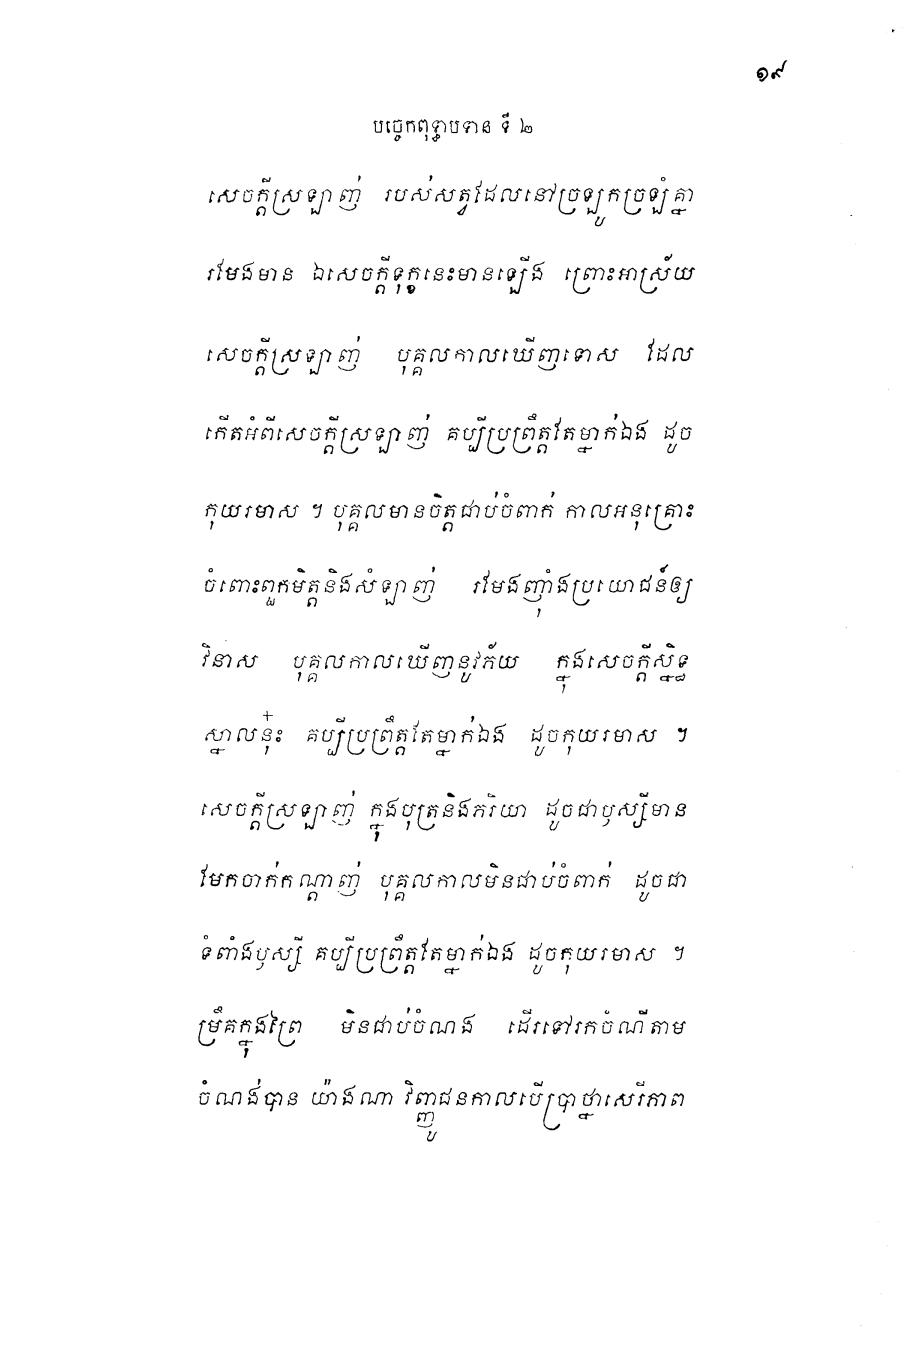 ១៩
បច្ចេកពុទ្ធាបទាន ទី ២
សេចក្តីស្រឡាញ់ របស់សត្វដែលនៅច្រឡូកច្រឡំគ្នា
រមែងមាន ឯសេចក្តីទុក្ខនេះមានឡើង ព្រោះអាស្រ័យ
សេចក្តីស្រឡាញ់ បុគ្គលកាលឃើញទោស ដែល
កើតអំពីសេចក្តីស្រឡាញ់ គប្បីប្រព្រឹត្តតែម្នាក់ឯង ដូច
កុយរមាស ។ បុគ្គលមានចិត្តជាប់ចំពាក់ កាលអនុគ្រោះ
ចំពោះពួកមិត្តនិងសំឡាញ់ រមែងញុំាងប្រយោជន៍ឲ្យ
វិនាស បុគ្គលកាលឃើញនូវភ័យ ក្នុងសេចក្តីស្និទ្ធ
ស្នាលនុ៎ះ គប្បីប្រព្រឹត្តតែម្នាក់ឯង ដូចកុយរមាស ។
សេចក្តីស្រឡាញ់ ក្នុងបុត្រនិងភរិយា ដូចជាឫស្សីមាន
មែកចាក់កណ្តាញ់ បុគ្គលកាលមិនជាប់ចំពាក់ ដូចជា
ទំពាំងឫស្សី គប្បីប្រព្រឹត្តតែម្នាក់ឯង ដូចកុយរមាស ។
ម្រឹគក្នុងព្រៃ មិនជាប់ចំណង ដើរទៅរកចំណីតាម
ចំណង់បាន យ៉ាងណា វិញ្ញូជនកាលបើប្រាថ្នាសេរីភាព